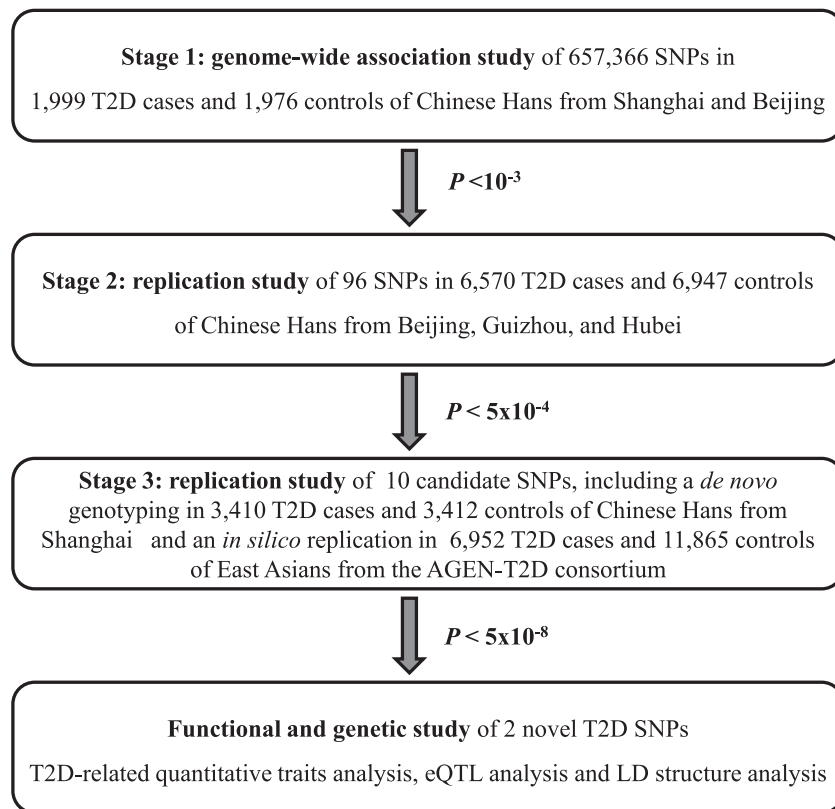 Stage 1: genome-wide association study of 657,366 SNPs in
1,999 T2D cases and 1,976 controls of Chinese Hans from Shanghai and Beijing
P <10-3
Stage 2: replication study of 96 SNPs in 6,570 T2D cases and 6,947 controls
of Chinese Hans from Beijing, Guizhou, and Hubei
P < 5x10-4
Stage 3: replication study of 10 candidate SNPs, including a de novo
genotyping in 3,410 T2D cases and 3,412 controls of Chinese Hans from
Shanghai and an in silico replication in 6,952 T2D cases and 11,865 controls
of East Asians from the AGEN-T2D consortium
P < 5x10-8
Functional and genetic study of 2 novel T2D SNPs
T2D-related quantitative traits analysis, eQTL analysis and LD structure analysis